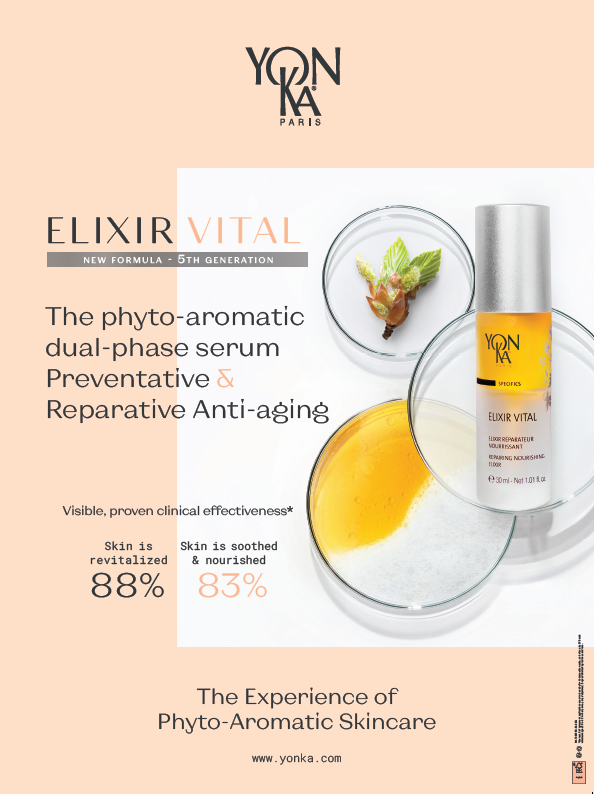 YON
KA®
PARIS
ELIXIR VITAL
NEW FORMULA - 5TH GENERATION
The phyto-aromatic
dual-phase serum
Preventative &
Reparative Anti-aging
YON
KA
PARIS
SPECIFICS
ELIXIR VITAL
ELIXIR REPARATEUR
NOURRISSANT
REPAIRING NOURISHING
ELIXIR
℮ 30 ml - Net 1.01 fl.oz
Visible, proven clinical effectiveness*
Skin is
revitalized
88%
Skin is soothed
& nourished
83%
The Experience of
Phyto-Aromatic Skincare
www.yonka.com